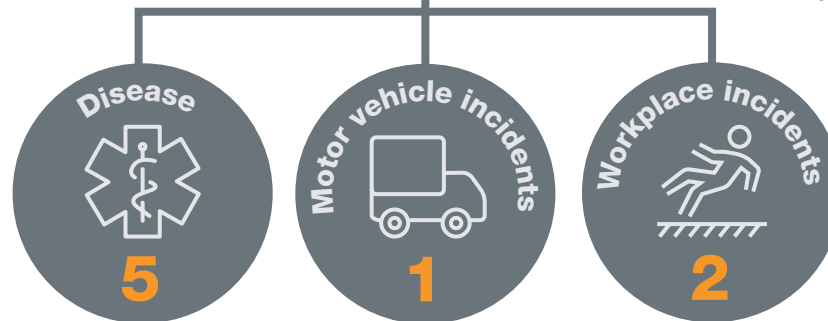 Disease
5
Motor vehicle incidents
1
Workplace incidents
2